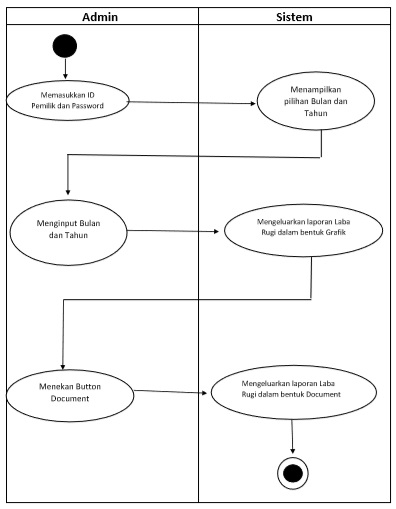 Admin
Sistem
Memasukkan ID
Pemilik dan Password
Menampilkan
pilihan Bulan dan
Tahun
Menginput Bulan
dan Tahun
Mengeluarkan laporan Laba
Rugi dalam bentuk Grafik
Menekan Button
Document
Mengeluarkan laporan Laba
Rugi dalam bentuk Document